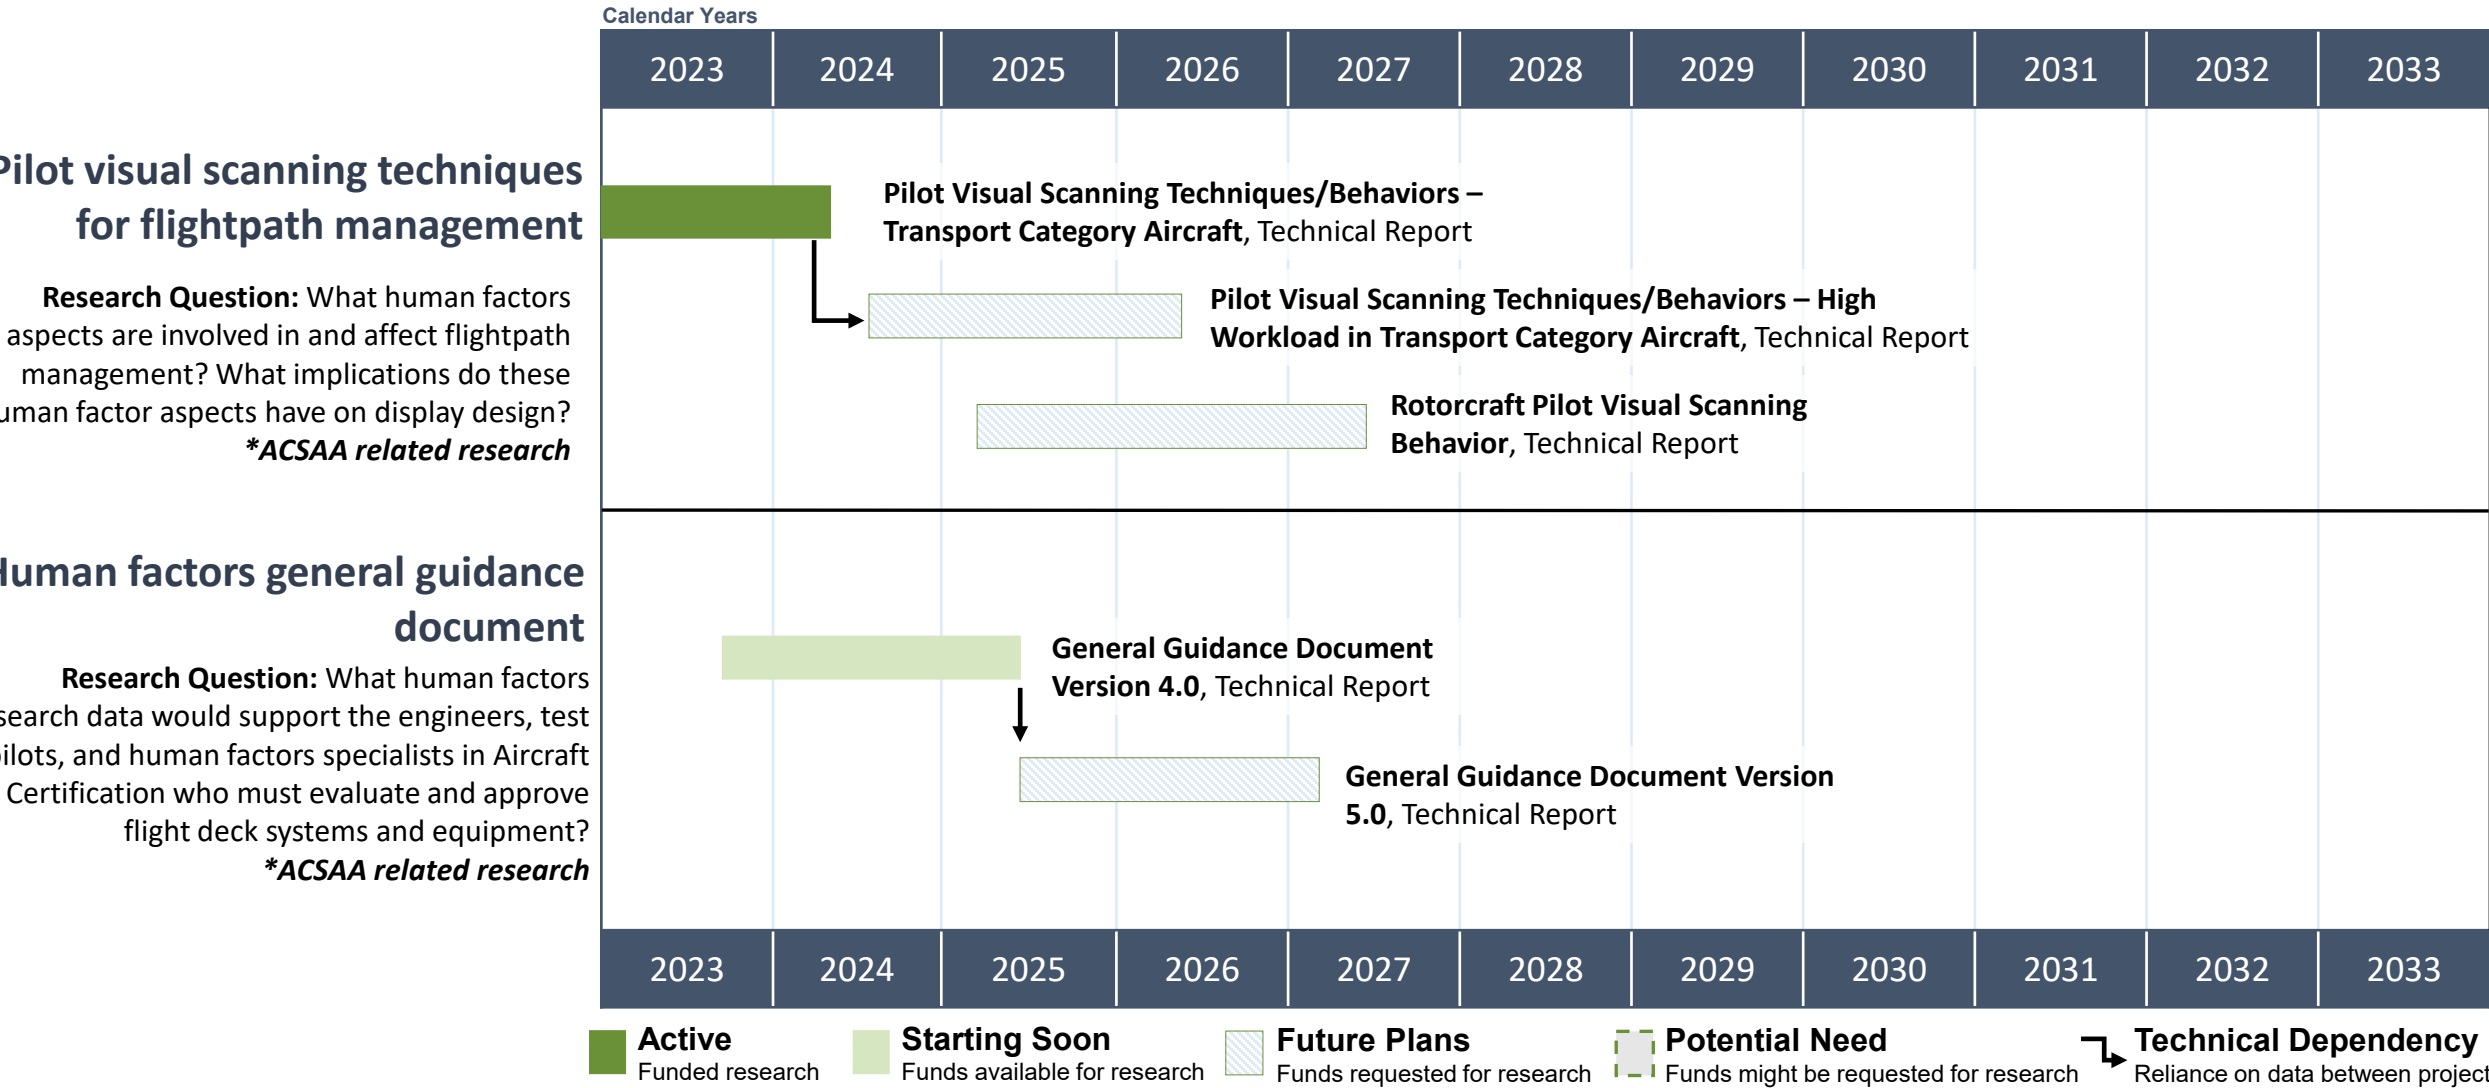 Calendar Years
2023 2024 2025 2026 2027 2028 2029 2030 2031 2032 2033
Pilot visual scanning techniques
for flightpath management
Research Question: What human factors
aspects are involved in and affect flightpath
management? What implications do these
uman factor aspects have on display design?
*ACSAA related research
Pilot Visual Scanning Techniques/Behaviors –
Transport Category Aircraft, Technical Report
Pilot Visual Scanning Techniques/Behaviors – High
Workload in Transport Category Aircraft, Technical Report
Rotorcraft Pilot Visual Scanning
Behavior, Technical Report
Human factors general guidance
document
Research Question: What human factors
search data would support the engineers, test
ilots, and human factors specialists in Aircraft
Certification who must evaluate and approve
flight deck systems and equipment?
*ACSAA related research
General Guidance Document
Version 4.0, Technical Report
General Guidance Document Version
5.0, Technical Report
2023 2024 2025 2026 2027 2028 2029 2030 2031 2032 2033
Active
Funded research
Starting Soon
Funds available for research
Future Plans
Funds requested for research
Potential Need
Funds might be requested for research
Technical Dependency
Reliance on data between project